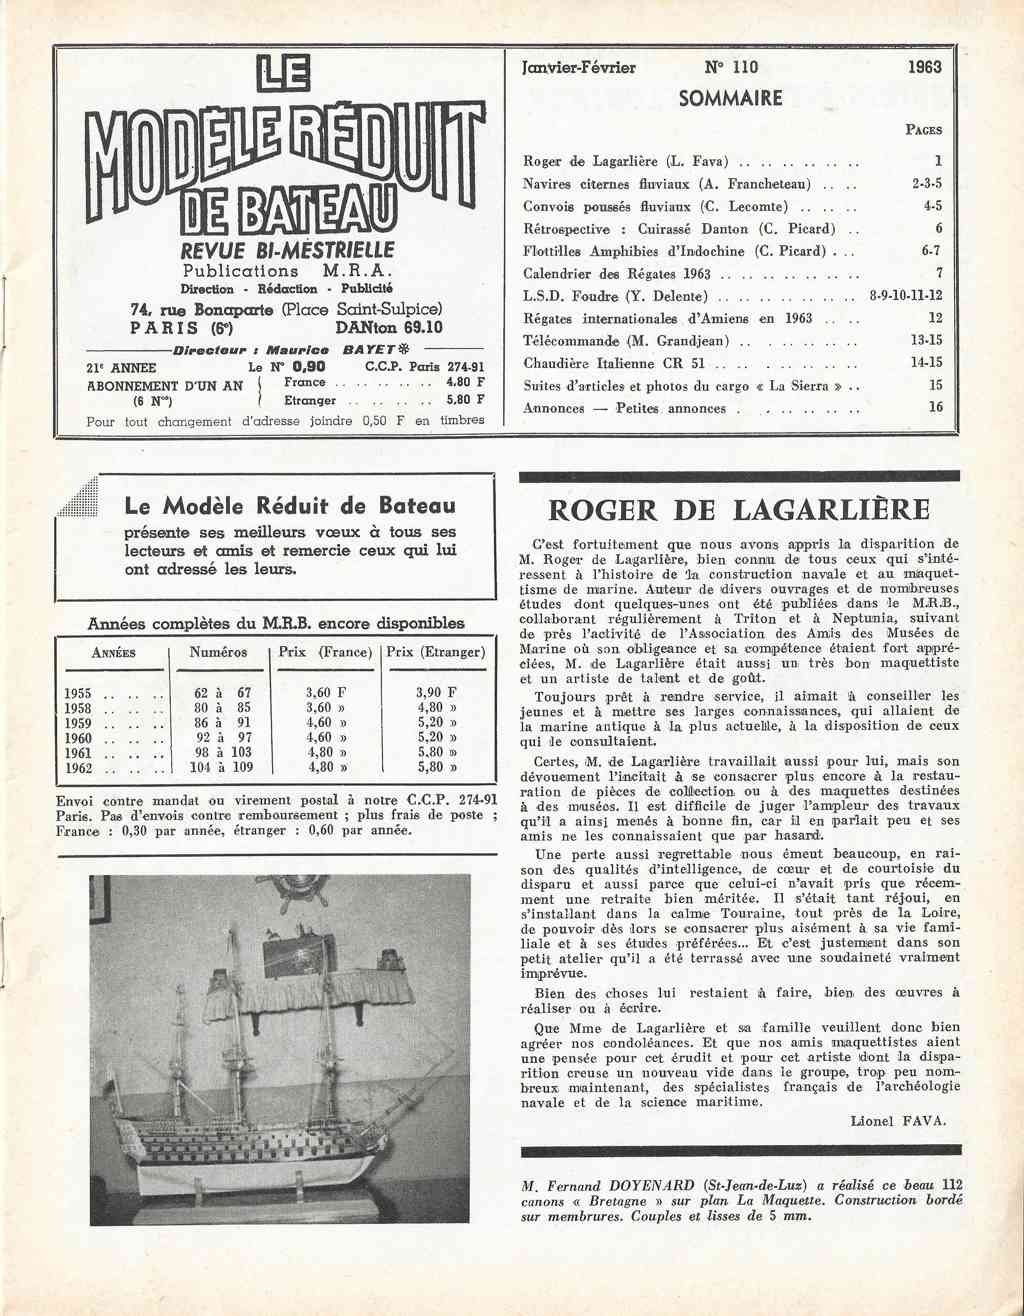 LE
MODÈLE RÉDUIT
DE BATEAU
REVUE BI-MÉSTRIELLE
Publications M.R.A.
Direction - Rédaction - Publicité
74, rue Bonaparte (Place Saint-Sulpice)
PARIS (6e) DANton 69.10
Directeur : Maurice BAYET
21e ANNEE Le N° 0,90 C.C.P. Paris 274-91
ABONNEMENT D'UN AN
(6 Nos)
France .. .. .. .. .. .. 4,80 F
Etranger .. .. .. .. .. 5,80 F
Pour tout changement d'adresse joindre 0,50 F en timbres
Janvier-Février N° 110 1963
SOMMAIRE
PAGES
Roger de Lagarlière (L. Fava) .. .. .. .. .. .. 1
Navires citernes fluviaux (A. Francheteau) .. .. 2-3-5
Convois poussés fluviaux (C. Lecomte) .. .. .. 4-5
Rétrospective : Cuirassé Danton (C. Picard) .. 6
Flottilles Amphibies d'Indochine (C. Picard) . .. 6-7
Calendrier des Régates 1963 .. .. .. .. .. .. .. 7
L.S.D. Foudre (Y. Delente) .. .. .. .. .. .. .. 8-9-10-11-12
Régates internationales d'Amiens en 1963 .. .. 12
Télécommande (M. Grandjean) .. .. .. .. .. .. 13-15
Chaudière Italienne CR 51 .. .. .. .. .. .. .. 14-15
Suites d'articles et photos du cargo « La Sierra » .. 15
Annonces — Petites annonces . . .. .. .. .. 16
Le Modèle Réduit de Bateau
présente ses meilleurs vœux à tous ses
lecteurs et amis et remercie ceux qui lui
ont adressé les leurs.
Années complètes du M.R.B. encore disponibles
ANNÉES Numéros Prix (France) Prix (Etranger)
1955 .. .. .. 62 à 67 3,60 F 3,90 F
1958 .. .. .. 80 à 85 3,60 » 4,80 »
1959 .. .. .. 86 à 91 4,60 » 5,20 »
1960 .. .. .. 92 à 97 4,60 » 5,20 »
1961 .. .. .. 98 à 103 4,80 » 5,80 »
1962 .. .. .. 104 à 109 4,80 » 5,80 »
Envoi contre mandat ou virement postal à notre C.C.P. 274-91
Paris. Pas d'envois contre remboursement ; plus frais de poste ;
France : 0,30 par année, étranger : 0,60 par année.
ROGER DE LAGARLIÈRE
C'est fortuitement que nous avons appris la disparition de
M. Roger de Lagarlière, bien connu de tous ceux qui s'inté-
ressent à l'histoire de la construction navale et au maquet-
tisme de marine. Auteur de divers ouvrages et de nombreuses
études dont quelques-unes ont été publiées dans le M.R.B.,
collaborant régulièrement à Triton et à Neptunia, suivant
de près l'activité de l'Association des Amis des Musées de
Marine où son obligeance et sa compétence étaient fort appré-
ciées, M. de Lagarlière était aussi un très bon maquettiste
et un artiste de talent et de goût.
Toujours prêt à rendre service, il aimait à conseiller les
jeunes et à mettre ses larges connaissances, qui allaient de
la marine antique à la plus actuelle, à la disposition de ceux
qui le consultaient.
Certes, M. de Lagarlière travaillait aussi pour lui, mais son
dévouement l'incitait à se consacrer plus encore à la restau-
ration de pièces de collection ou à des maquettes destinées
à des musées. Il est difficile de juger l'ampleur des travaux
qu'il a ainsi menés à bonne fin, car il en parlait peu et ses
amis ne les connaissaient que par hasard.
Une perte aussi regrettable nous émeut beaucoup, en rai-
son des qualités d'intelligence, de cœur et de courtoisie du
disparu et aussi parce que celui-ci n'avait pris que récem-
ment une retraite bien méritée. Il s'était tant réjoui, en
s'installant dans la calme Touraine, tout près de la Loire,
de pouvoir dès lors se consacrer plus aisément à sa vie fami-
liale et à ses études préférées... Et c'est justement dans son
petit atelier qu'il a été terrassé avec une soudaineté vraiment
imprévue.
Bien des choses lui restaient à faire, bien des œuvres à
réaliser ou à écrire.
Que Mme de Lagarlière et sa famille veuillent donc bien
agréer nos condoléances. Et que nos amis maquettistes aient
une pensée pour cet érudit et pour cet artiste dont la dispa-
rition creuse un nouveau vide dans le groupe, trop peu nom-
breux maintenant, des spécialistes français de l'archéologie
navale et de la science maritime.
Lionel FAVA.
M. Fernand DOYENARD (St-Jean-de-Luz) a réalisé ce beau 112
canons « Bretagne » sur plan La Maquette. Construction bordé
sur membrures. Couples et lisses de 5 mm.